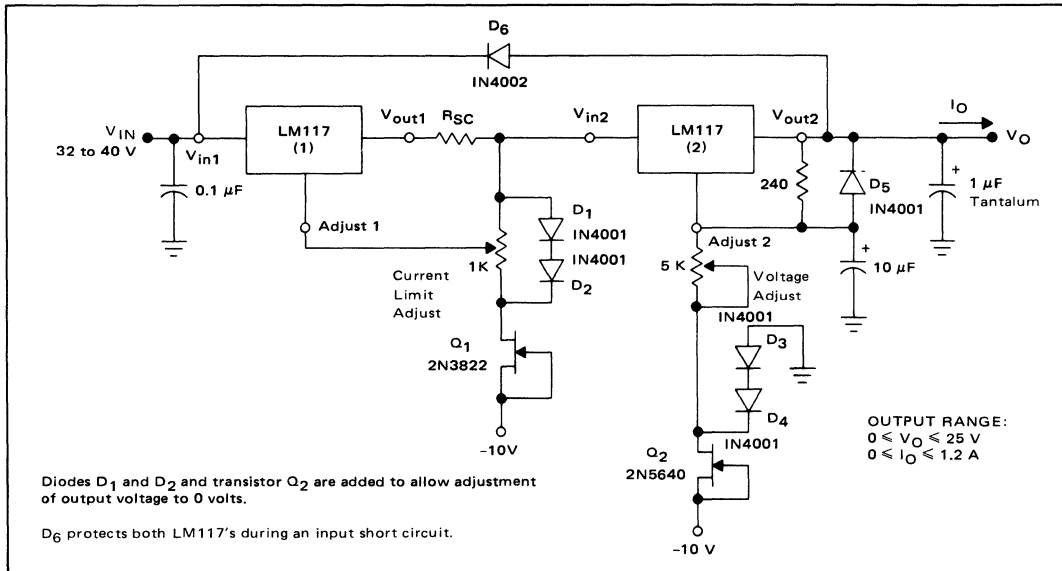 D6
IN4002
VIN
32 to 40 V
Vin1
0.1 µF
LM117
(1)
Vout1
RSC
Vin2
LM117
(2)
Vout2
IO
VO
240
D5
IN4001
+
1 µF
Tantalum
Adjust 1
1K
Current
Limit
Adjust
D1
IN4001
IN4001
D2
Adjust 2
5 K
Voltage
Adjust
+
10 µF
IN4001
D3
D4
IN4001
Q1
2N3822
–10V
Q2
2N5640
–10 V
OUTPUT RANGE:
0 ⩽ VO ⩽ 25 V
0 ⩽ IO ⩽ 1.2 A
Diodes D1 and D2 and transistor Q2 are added to allow adjustment
of output voltage to 0 volts.
D6 protects both LM117's during an input short circuit.